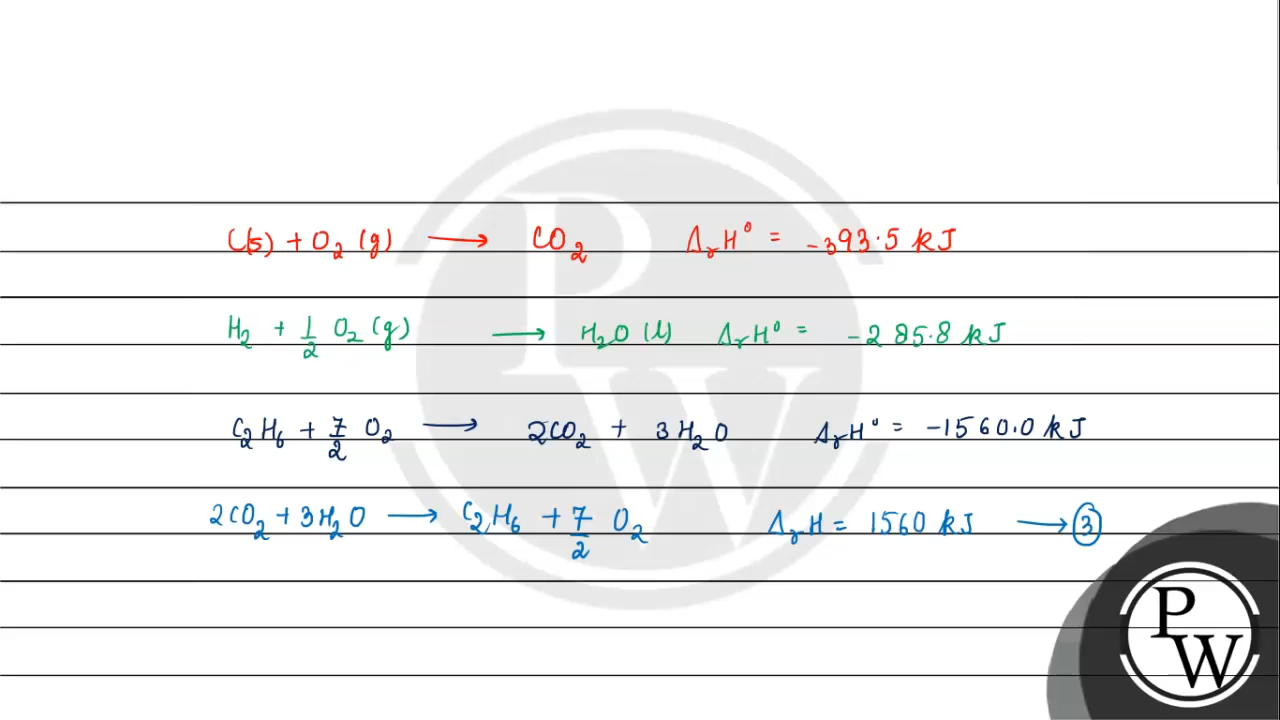 C(s) + O₂ (g) ⟶ CO₂ ΔᵣH° = -393.5 kJ
H₂ + 1/2 O₂ (g) ⟶ H₂O (l) ΔᵣH° = -285.8 kJ
C₂H₆ + 7/2 O₂ ⟶ 2CO₂ + 3H₂O ΔᵣH° = -1560.0 kJ
2CO₂ + 3H₂O ⟶ C₂H₆ + 7/2 O₂ ΔᵣH = 1560 kJ ⟶ ③
PW
PW